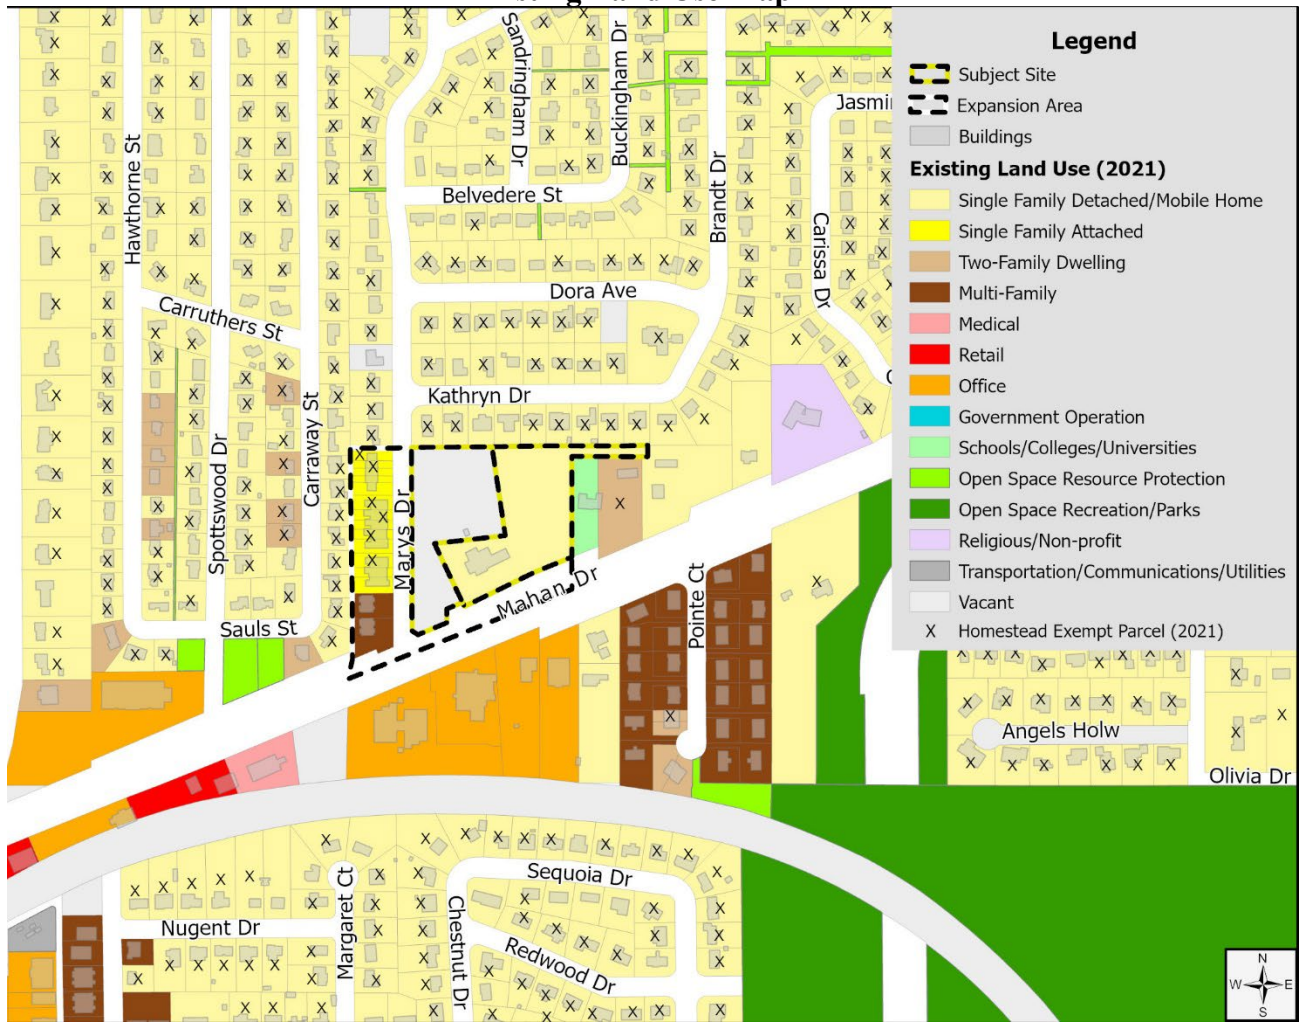 Legend
Subject Site
Expansion Area
Buildings
Existing Land Use (2021)
Single Family Detached/Mobile Home
Single Family Attached
Two-Family Dwelling
Multi-Family
Medical
Retail
Office
Government Operation
Schools/Colleges/Universities
Open Space Resource Protection
Open Space Recreation/Parks
Religious/Non-profit
Transportation/Communications/Utilities
Vacant
X Homestead Exempt Parcel (2021)
Sandringham Dr
Buckingham Dr
Hawthorne St
Belvedere St
Brandt Dr
Jasmi
Carissa Dr
Dora Ave
Carruthers St
Kathryn Dr
Spottswood Dr
Carraway St
Marys Dr
Mahan Dr
Pointe Ct
Sauls St
Angels Holw
Olivia Dr
Sequoia Dr
Nugent Dr
Margaret Ct
Chestnut Dr
Redwood Dr
N
W E
S